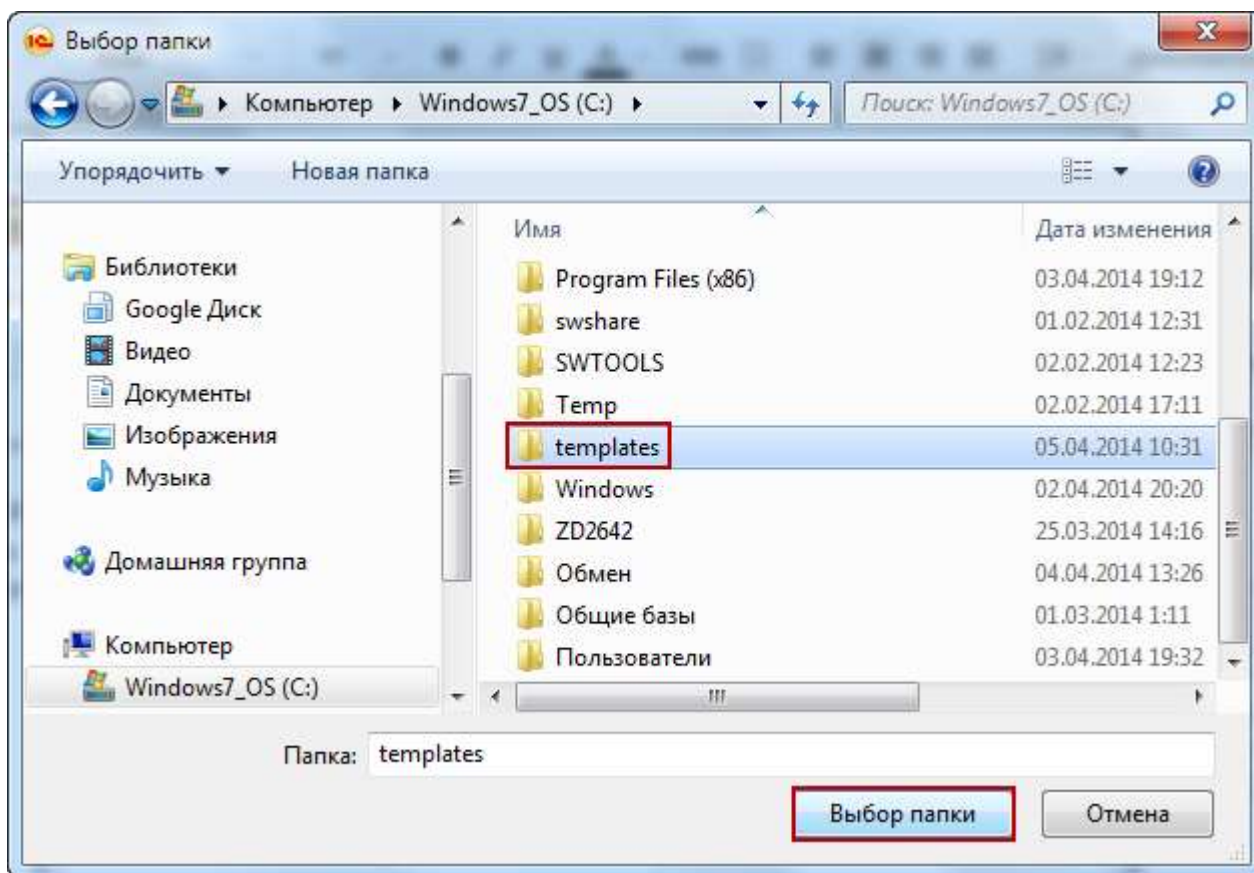 1С Выбор папки
Компьютер Windows7_OS (C:) Поиск: Windows7_OS (C:)
Упорядочить Новая папка
Имя Дата изменения
Библиотеки
Google Диск
Видео
Документы
Изображения
Музыка
Домашняя группа
Компьютер
Windows7_OS (C:)
Program Files (x86) 03.04.2014 19:12
swshare 01.02.2014 12:31
SWTOOLS 02.02.2014 12:23
Temp 02.02.2014 17:11
templates 05.04.2014 10:31
Windows 02.04.2014 20:20
ZD2642 25.03.2014 14:16
Обмен 04.04.2014 13:26
Общие базы 01.03.2014 1:11
Пользователи 03.04.2014 19:32
Папка: templates
Выбор папки Отмена